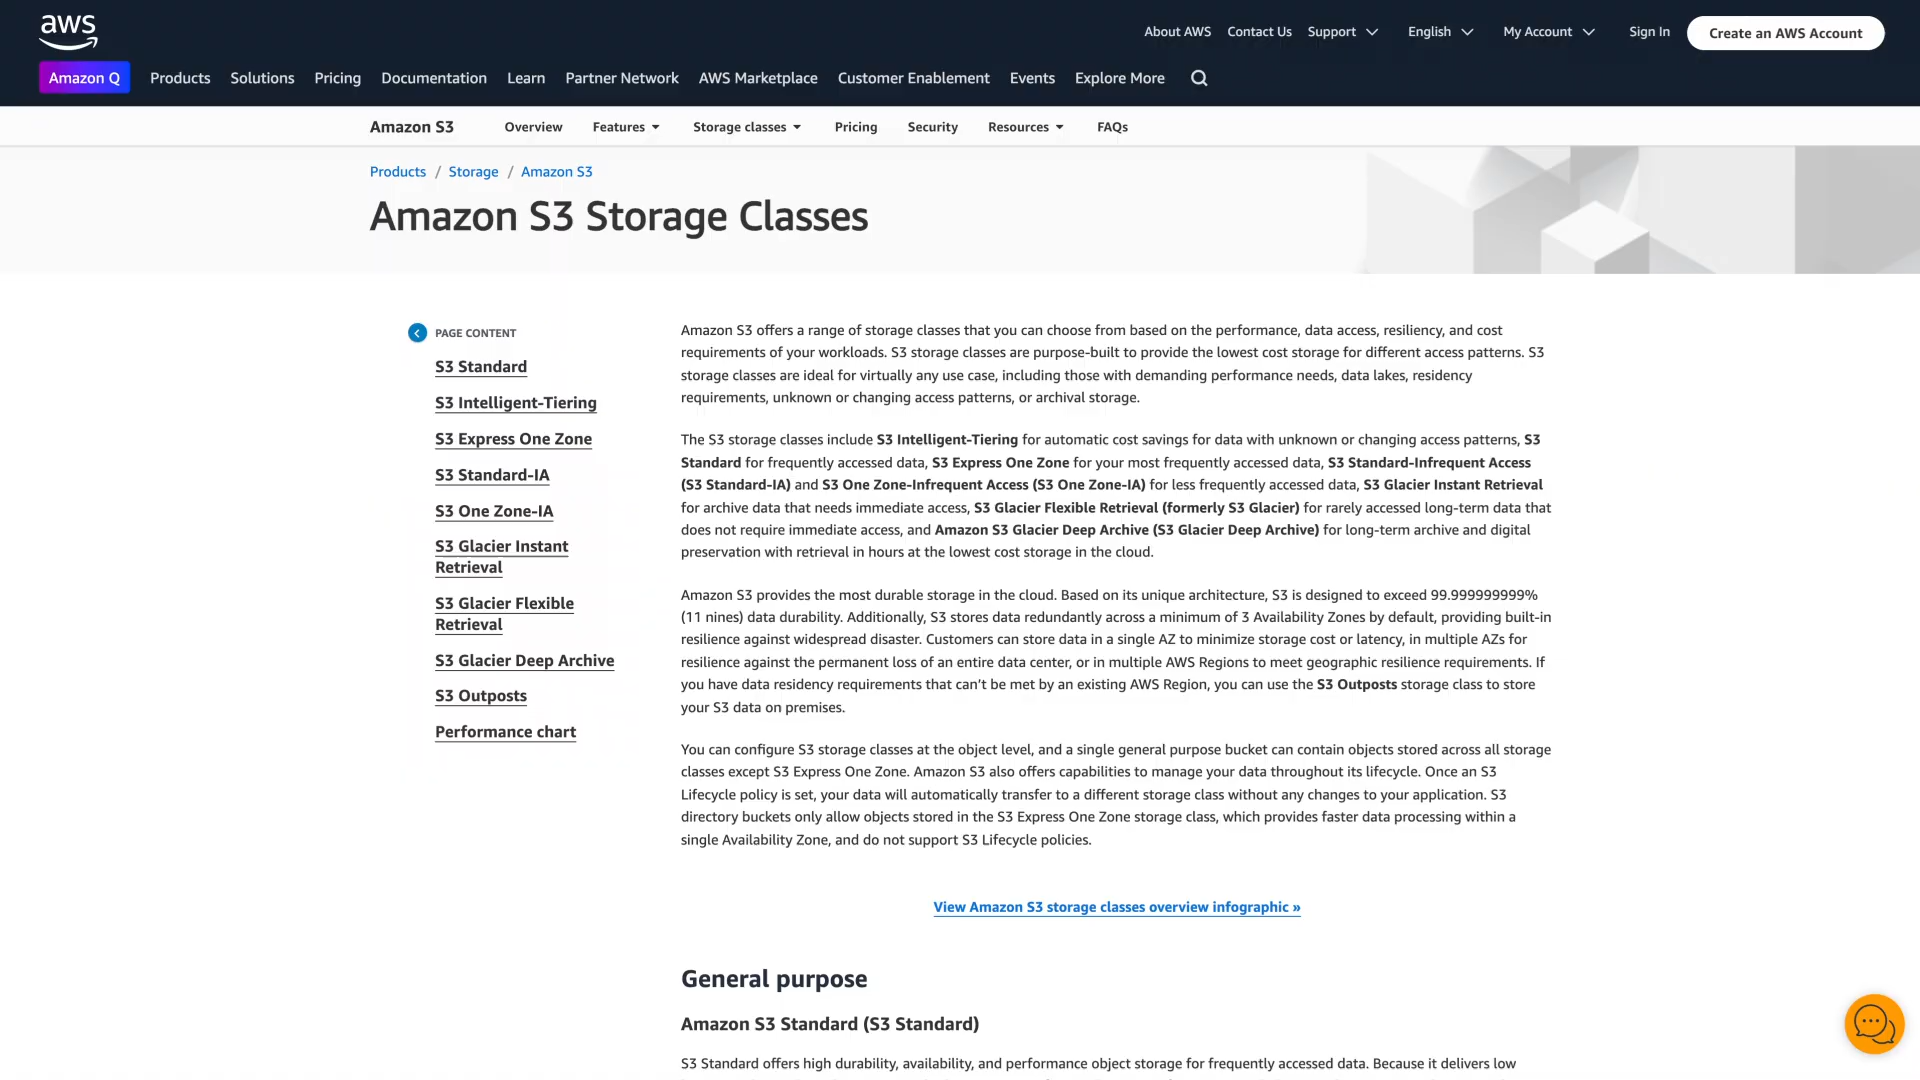 aws
About AWS Contact Us Support English My Account Sign In Create an AWS Account
Amazon Q Products Solutions Pricing Documentation Learn Partner Network AWS Marketplace Customer Enablement Events Explore More
Amazon S3 Overview Features Storage classes Pricing Security Resources FAQs
Products / Storage / Amazon S3
Amazon S3 Storage Classes
PAGE CONTENT
S3 Standard
S3 Intelligent-Tiering
S3 Express One Zone
S3 Standard-IA
S3 One Zone-IA
S3 Glacier Instant
Retrieval
S3 Glacier Flexible
Retrieval
S3 Glacier Deep Archive
S3 Outposts
Performance chart
Amazon S3 offers a range of storage classes that you can choose from based on the performance, data access, resiliency, and cost
requirements of your workloads. S3 storage classes are purpose-built to provide the lowest cost storage for different access patterns. S3
storage classes are ideal for virtually any use case, including those with demanding performance needs, data lakes, residency
requirements, unknown or changing access patterns, or archival storage.
The S3 storage classes include S3 Intelligent-Tiering for automatic cost savings for data with unknown or changing access patterns, S3
Standard for frequently accessed data, S3 Express One Zone for your most frequently accessed data, S3 Standard-Infrequent Access
(S3 Standard-IA) and S3 One Zone-Infrequent Access (S3 One Zone-IA) for less frequently accessed data, S3 Glacier Instant Retrieval
for archive data that needs immediate access, S3 Glacier Flexible Retrieval (formerly S3 Glacier) for rarely accessed long-term data that
does not require immediate access, and Amazon S3 Glacier Deep Archive (S3 Glacier Deep Archive) for long-term archive and digital
preservation with retrieval in hours at the lowest cost storage in the cloud.
Amazon S3 provides the most durable storage in the cloud. Based on its unique architecture, S3 is designed to exceed 99.999999999%
(11 nines) data durability. Additionally, S3 stores data redundantly across a minimum of 3 Availability Zones by default, providing built-in
resilience against widespread disaster. Customers can store data in a single AZ to minimize storage cost or latency, in multiple AZs for
resilience against the permanent loss of an entire data center, or in multiple AWS Regions to meet geographic resilience requirements. If
you have data residency requirements that can’t be met by an existing AWS Region, you can use the S3 Outposts storage class to store
your S3 data on premises.
You can configure S3 storage classes at the object level, and a single general purpose bucket can contain objects stored across all storage
classes except S3 Express One Zone. Amazon S3 also offers capabilities to manage your data throughout its lifecycle. Once an S3
Lifecycle policy is set, your data will automatically transfer to a different storage class without any changes to your application. S3
directory buckets only allow objects stored in the S3 Express One Zone storage class, which provides faster data processing within a
single Availability Zone, and do not support S3 Lifecycle policies.
View Amazon S3 storage classes overview infographic »
General purpose
Amazon S3 Standard (S3 Standard)
S3 Standard offers high durability, availability, and performance object storage for frequently accessed data. Because it delivers low